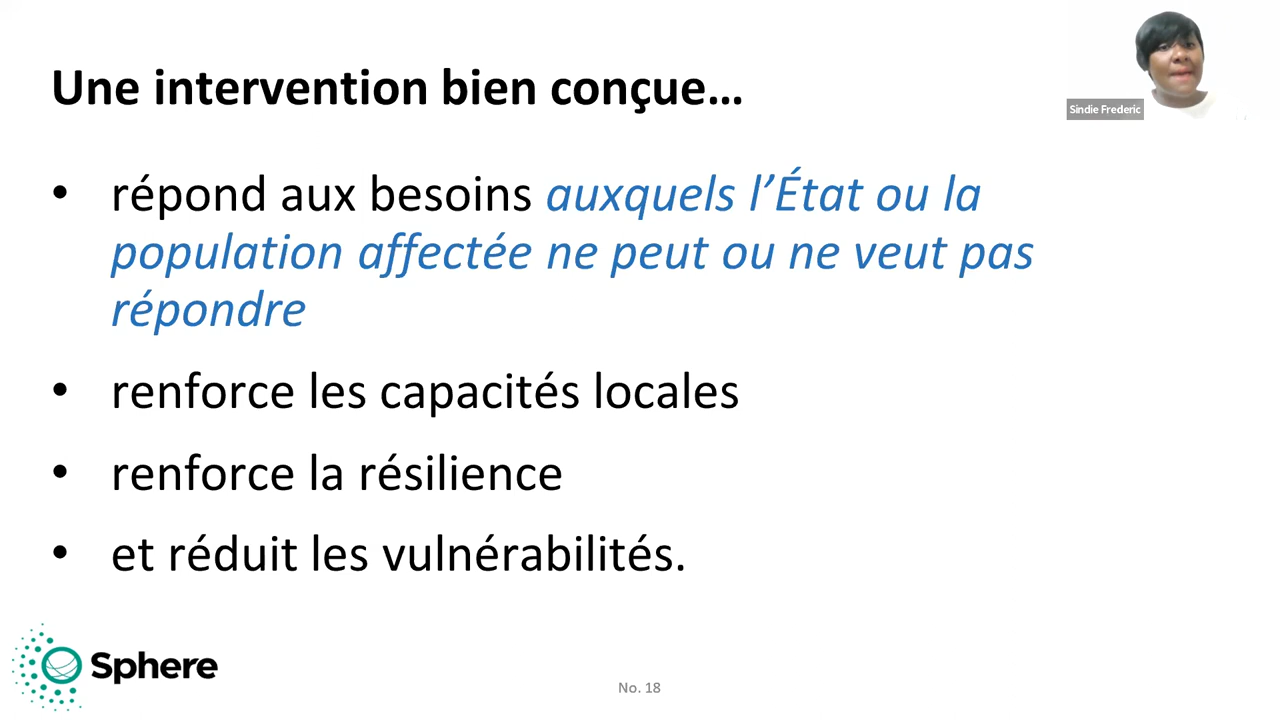 Une intervention bien conçue…
Sindie Frederic
• répond aux besoins auxquels l’État ou la
population affectée ne peut ou ne veut pas
répondre
• renforce les capacités locales
• renforce la résilience
• et réduit les vulnérabilités.
Sphere
No. 18